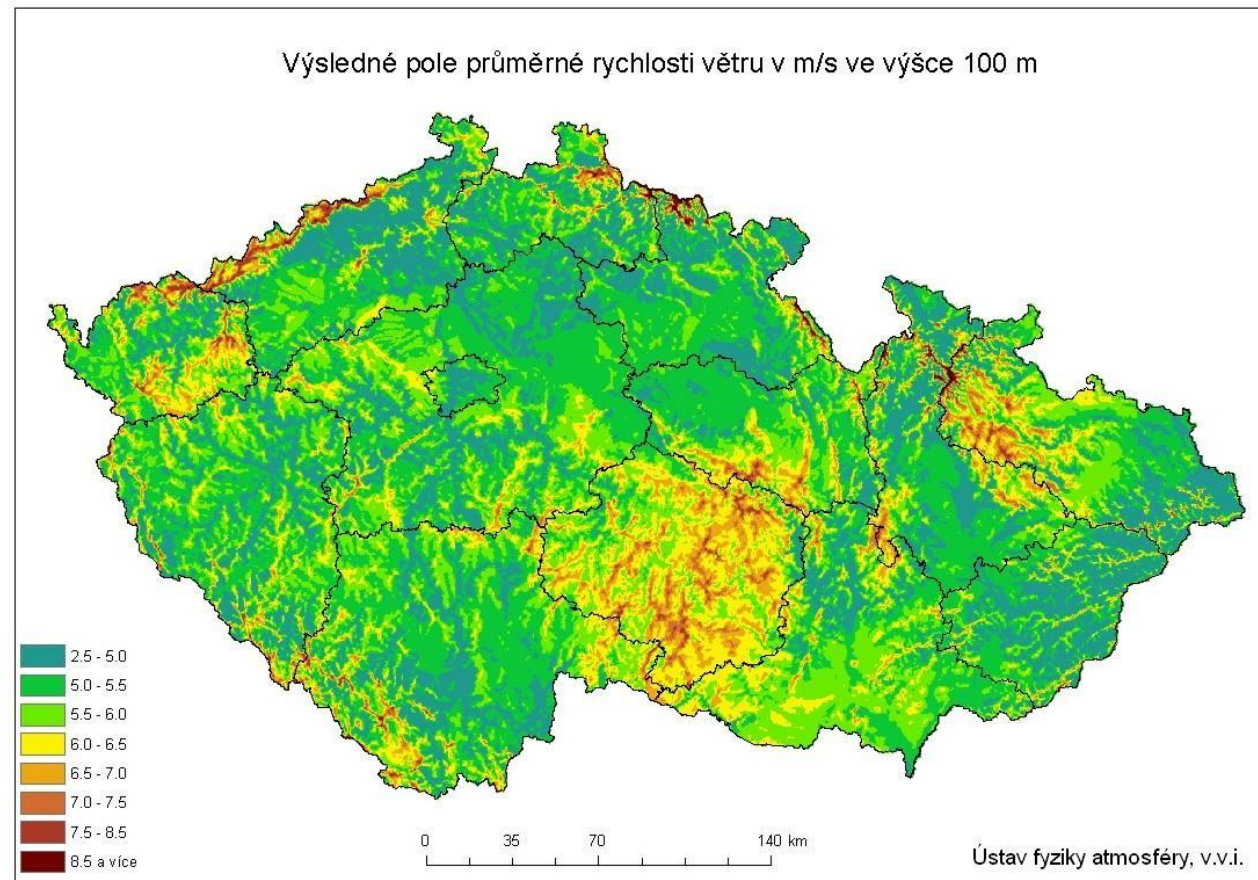 Výsledné pole průměrné rychlosti větru v m/s ve výšce 100 m
2.5 - 5.0
5.0 - 5.5
5.5 - 6.0
6.0 - 6.5
6.5 - 7.0
7.0 - 7.5
7.5 - 8.5
8.5 a více
0 35 70 140 km
Ústav fyziky atmosféry, v.v.i.